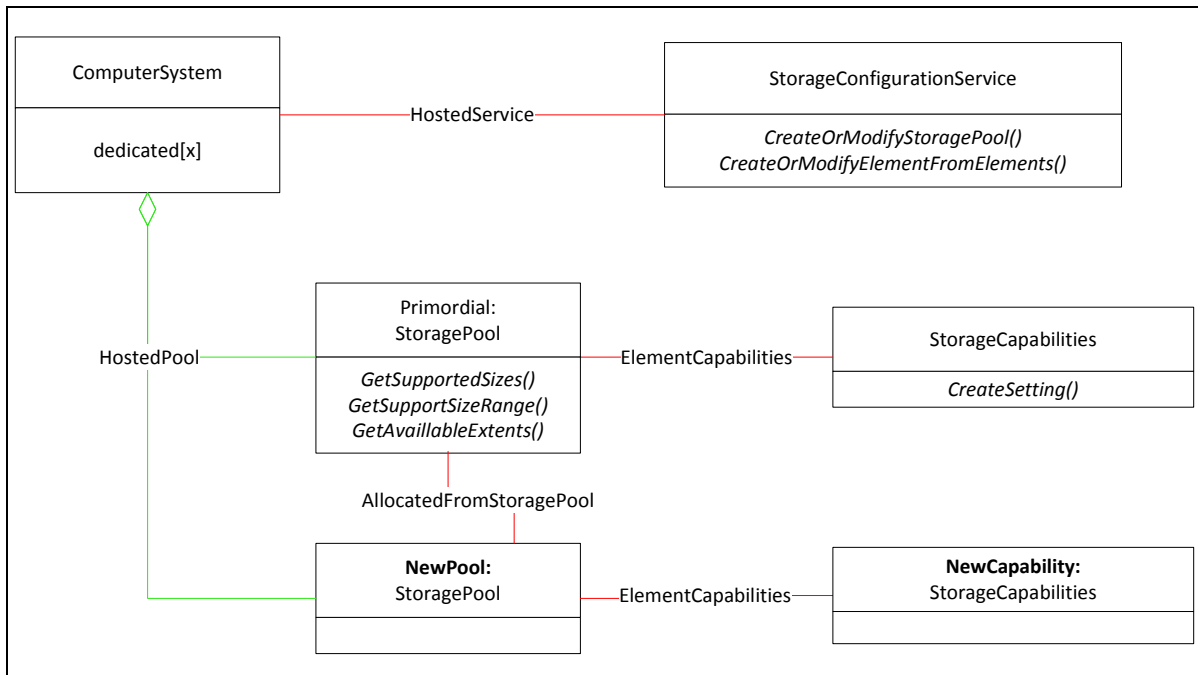 ComputerSystem
dedicated[x]
HostedService
StorageConfigurationService
CreateOrModifyStoragePool()
CreateOrModifyElementFromElements()
HostedPool
Primordial:
StoragePool
GetSupportedSizes()
GetSupportSizeRange()
GetAvaillableExtents()
ElementCapabilities
StorageCapabilities
CreateSetting()
AllocatedFromStoragePool
NewPool:
StoragePool
ElementCapabilities
NewCapability:
StorageCapabilities